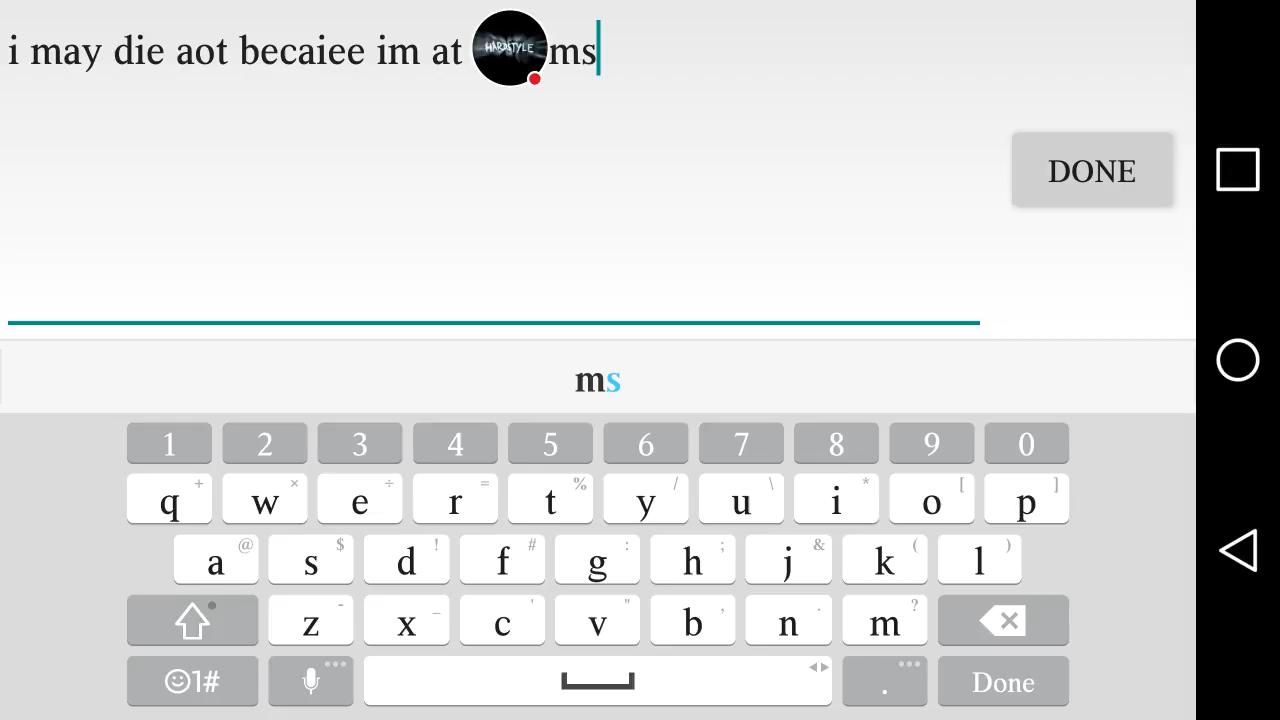 i may die aot becaiee im at HARDSTYLE ms
DONE
ms
1 2 3 4 5 6 7 8 9 0
q + w × e ÷ r = t % y / u \ i * o [ p ]
a @ s $ d ! f # g : h ; j & k ( l )
z - x _ c ' v " b , n . m ?
1# . Done